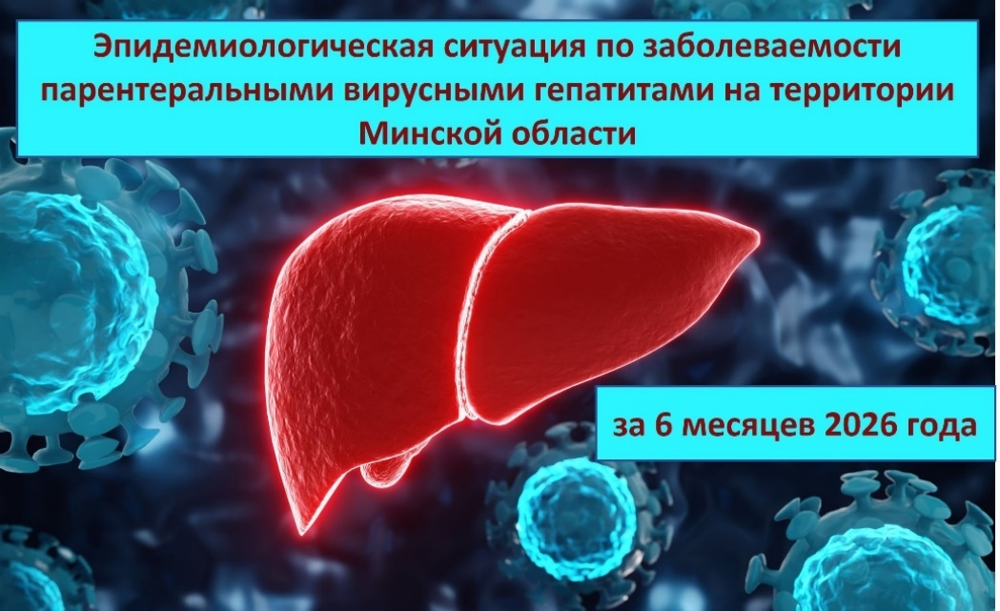 Эпидемиологическая ситуация по заболеваемости
парентеральными вирусными гепатитами на территории
Минской области
за 6 месяцев 2026 года